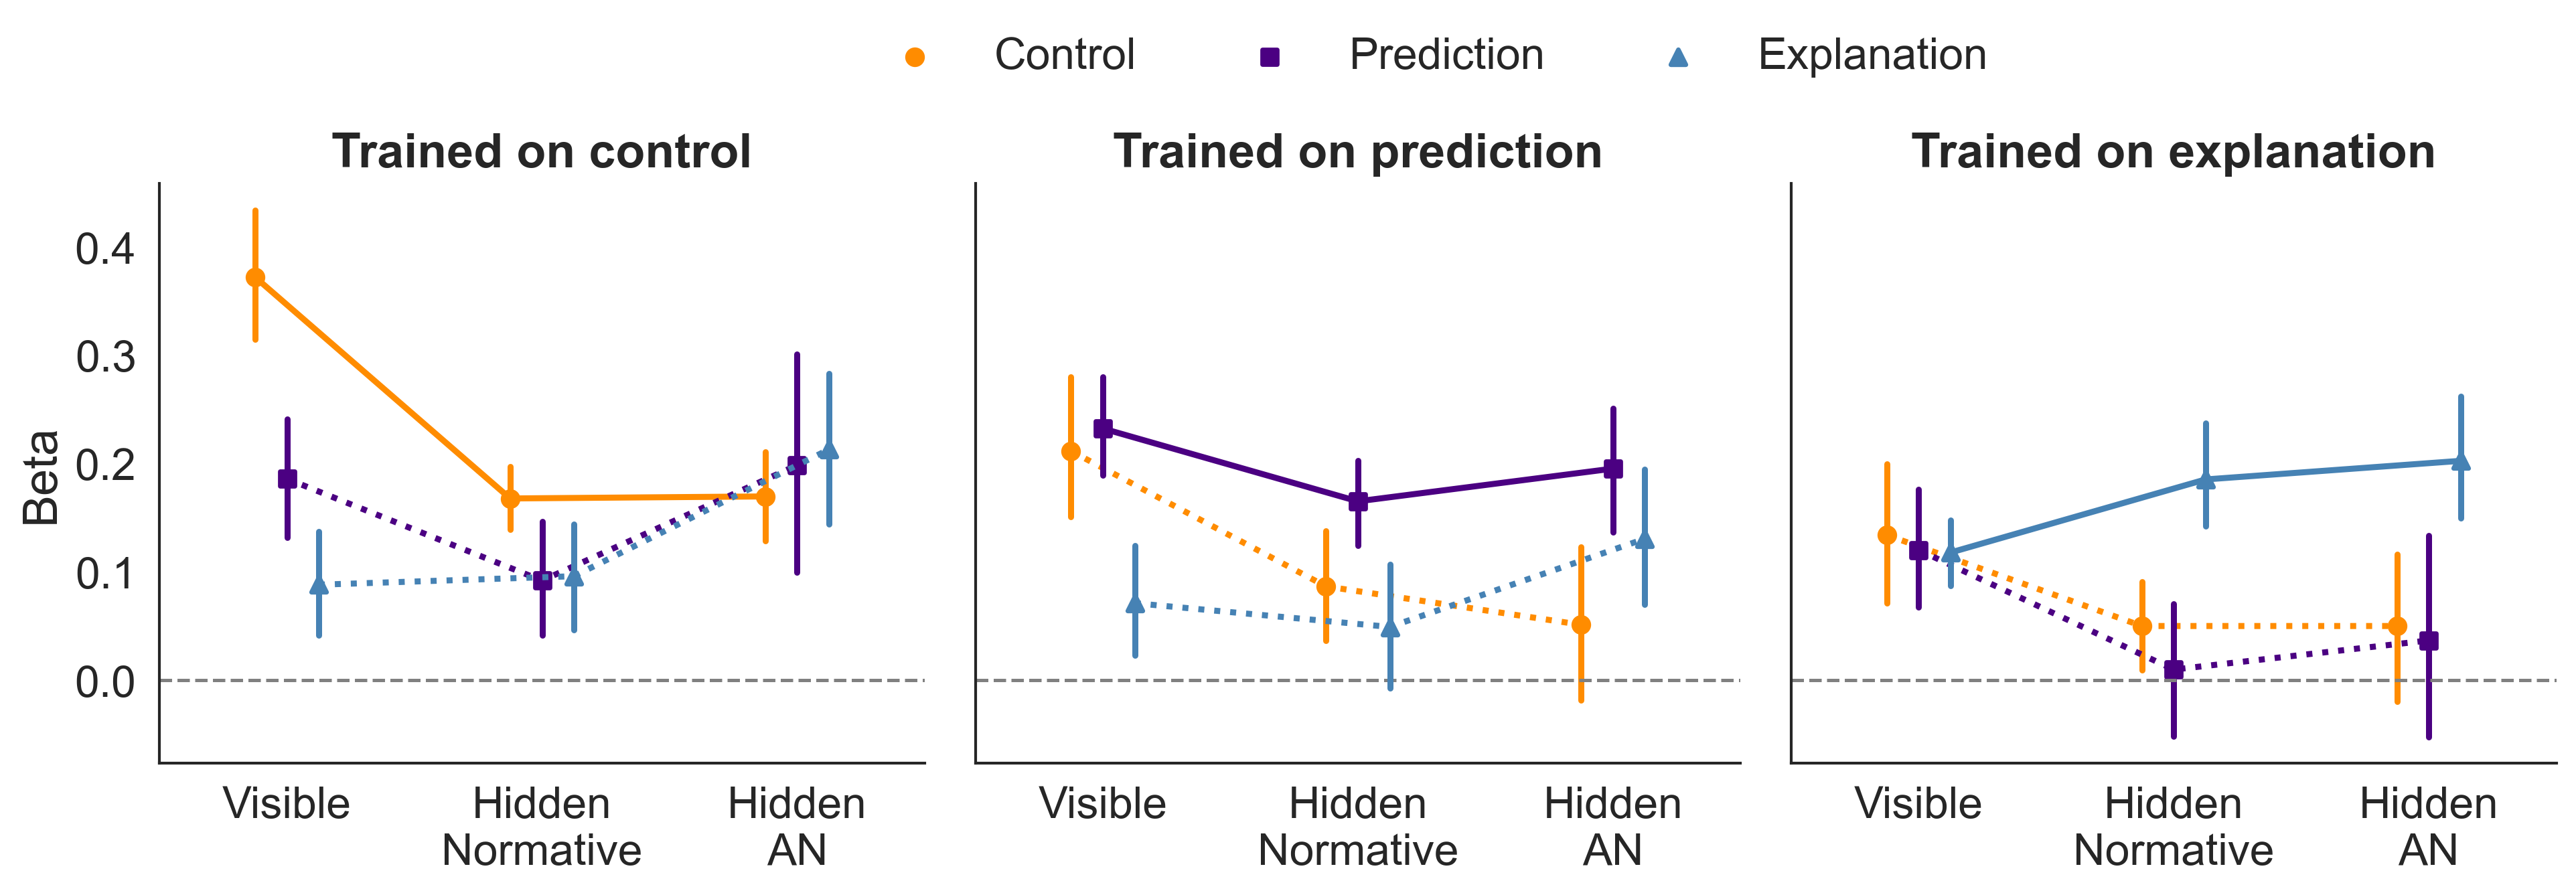 Control Prediction Explanation
Trained on control Trained on prediction Trained on explanation
Beta
0.4
0.3
0.2
0.1
0.0
Visible Hidden Hidden Visible Hidden Hidden Visible Hidden Hidden
Normative AN Normative AN Normative AN